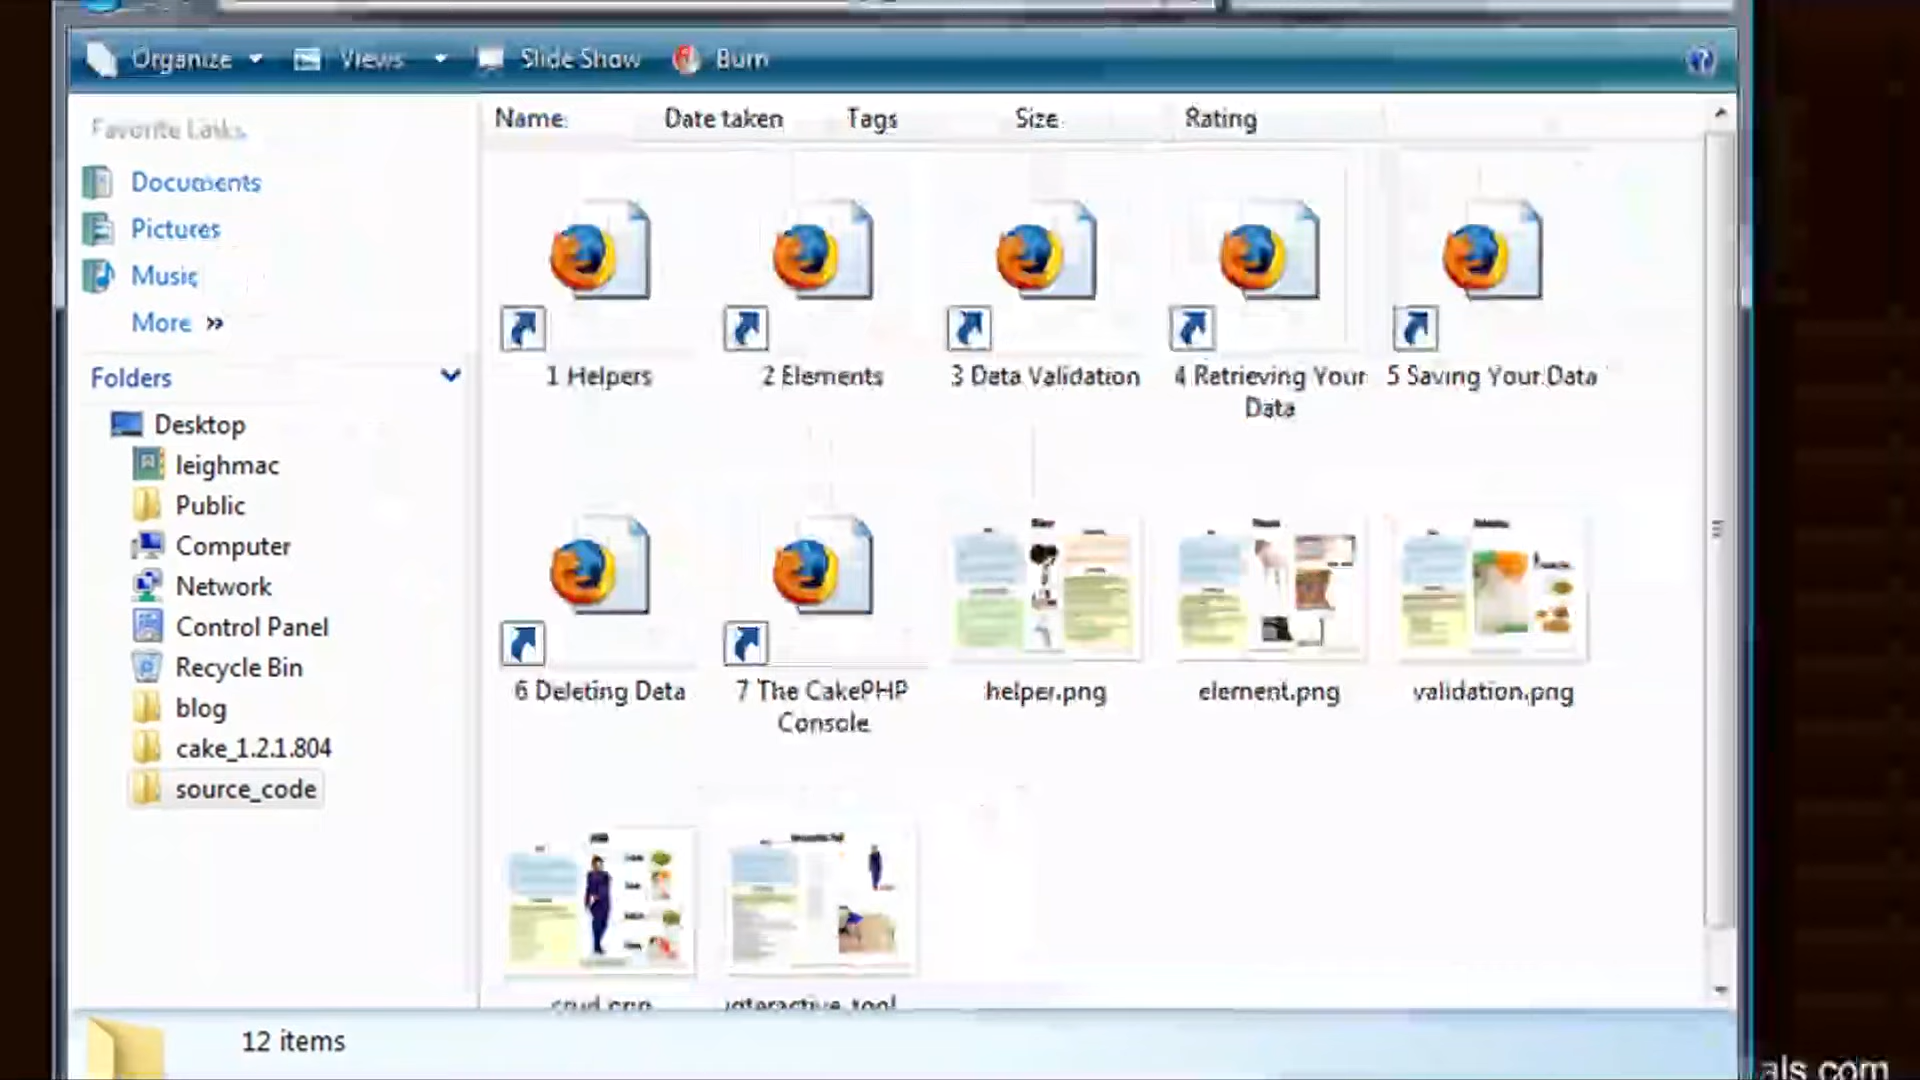 Organize Views Slide Show Burn
Favorite Links
Documents
Pictures
Music
More »
Folders
Desktop
leighmac
Public
Computer
Network
Control Panel
Recycle Bin
blog
cake_1.2.1.804
source_code
Name Date taken Tags Size Rating
1 Helpers
2 Elements
3 Data Validation
4 Retrieving Your
Data
5 Saving Your Data
6 Deleting Data
7 The CakePHP
Console
helper.png
element.png
validation.png
crud.png
interactive_tool
12 items
als.com